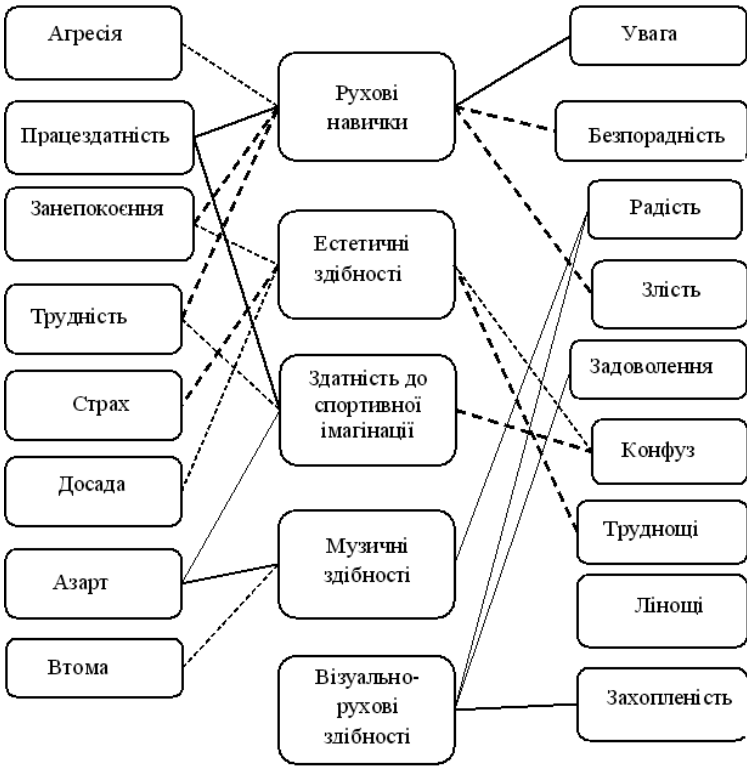 Агресія
Працездатність
Занепокоєння
Трудність
Страх
Досада
Азарт
Втома
Рухові
навички
Естетичні
здібності
Здатність до
спортивної
імагінації
Музичні
здібності
Візуально-
рухові
здібності
Увага
Безпорадність
Радість
Злість
Задоволення
Конфуз
Труднощі
Лінощі
Захопленість